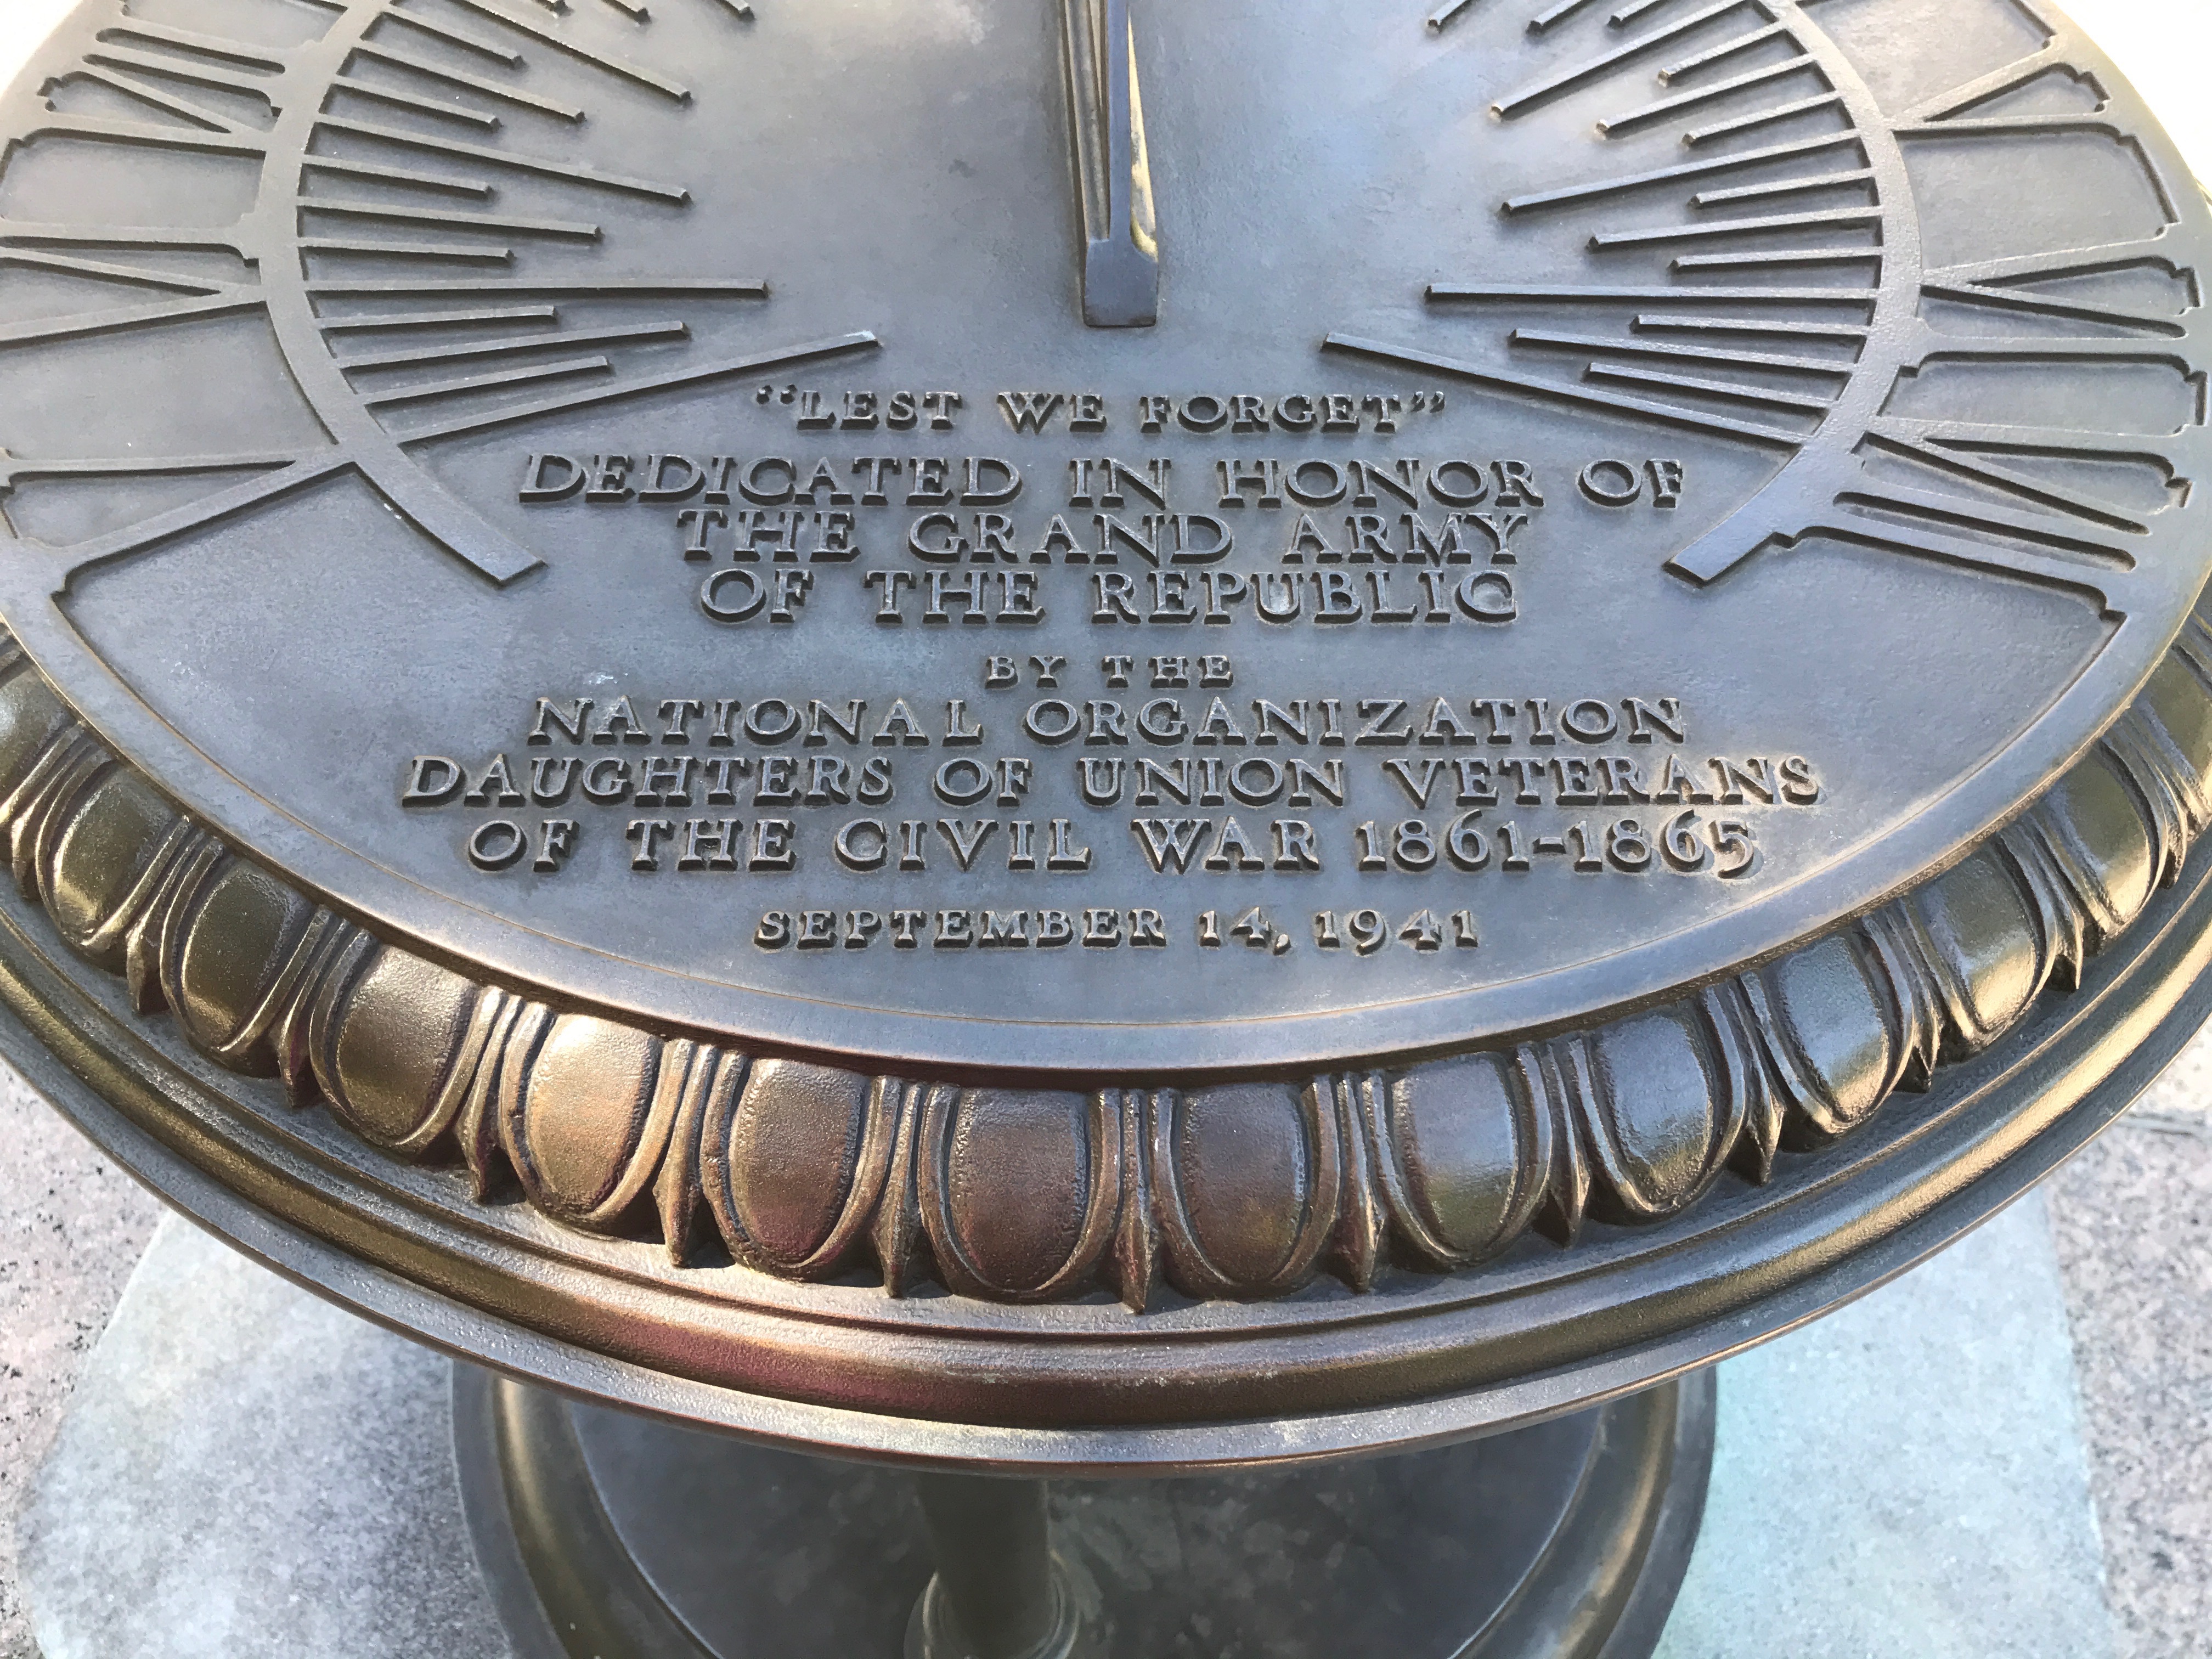 "LEST WE FORGET"
DEDICATED IN HONOR OF
THE GRAND ARMY
OF THE REPUBLIC
BY THE
NATIONAL ORGANIZATION
DAUGHTERS OF UNION VETERANS
OF THE CIVIL WAR 1861-1865
SEPTEMBER 14, 1941